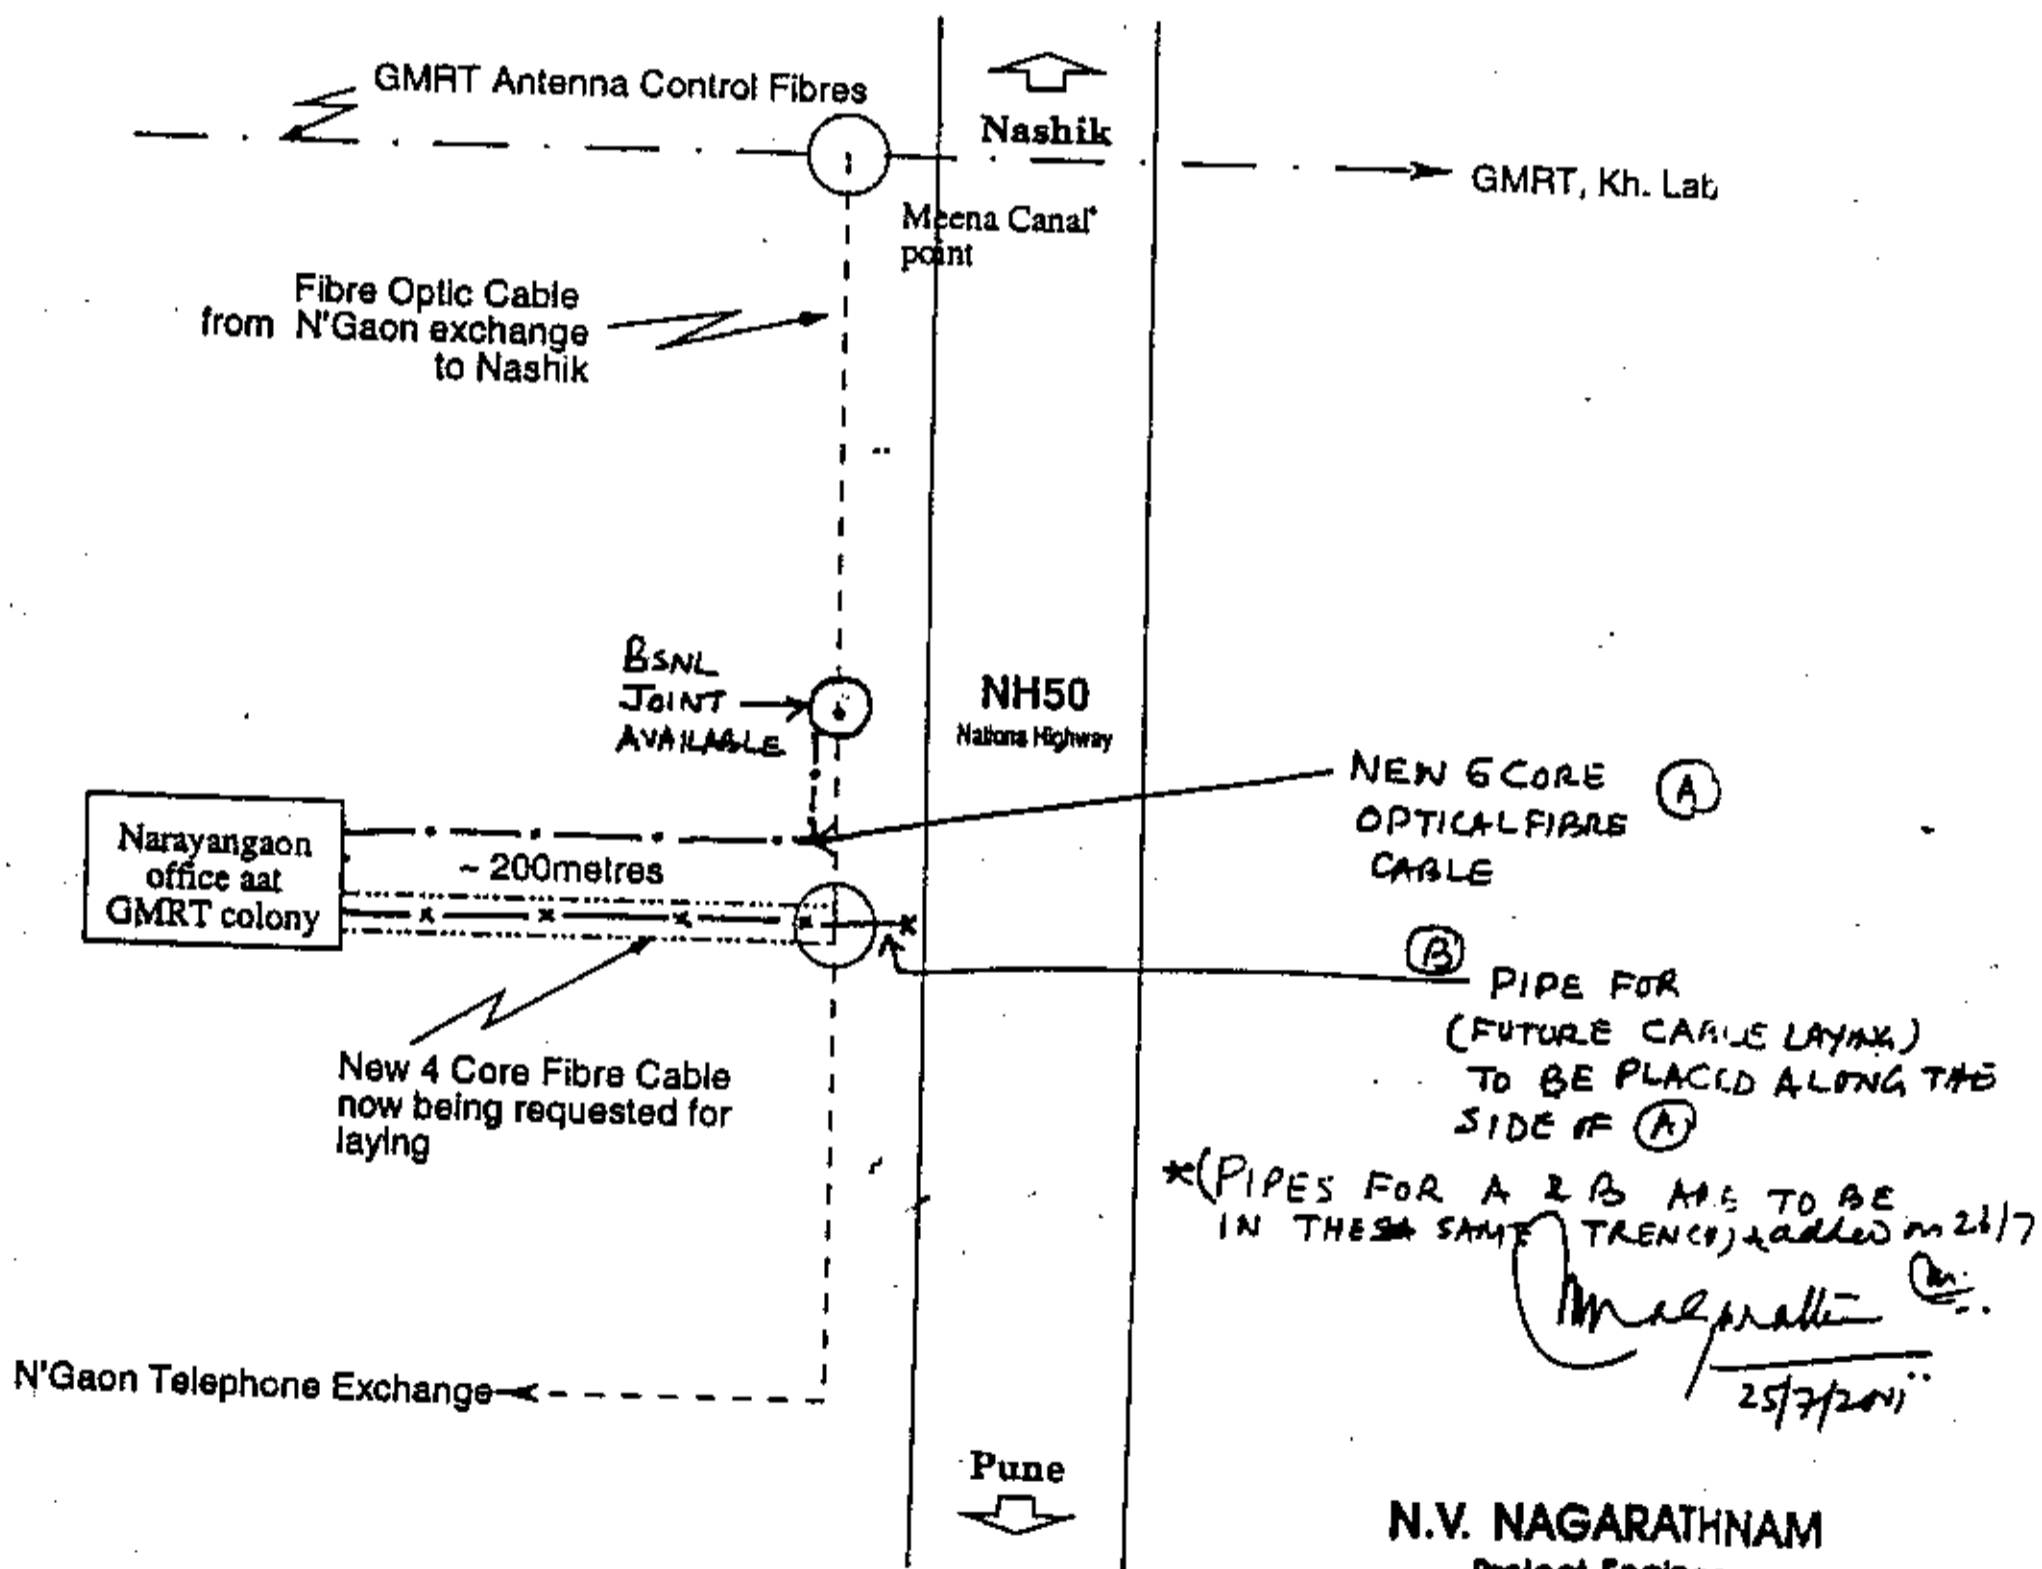 GMRT Antenna Control Fibres
Nashik
GMRT, Kh. Lab
Meena Canal
point
Fibre Optic Cable
from N'Gaon exchange
to Nashik
BSNL
JOINT
AVAILABLE
NH50
Nationa Highway
NEW 6 CORE
OPTICAL FIBRE
CABLE
A
Narayangaon
office aat
GMRT colony
~ 200metres
B
PIPE FOR
(FUTURE CABLE LAYING)
TO BE PLACED ALONG THE
SIDE OF A
New 4 Core Fibre Cable
now being requested for
laying
*(PIPES FOR A & B ARE TO BE
IN THE SAME TRENCH) added on /7
25/7/2011
N'Gaon Telephone Exchange
Pune
N.V. NAGARATHNAM
Project